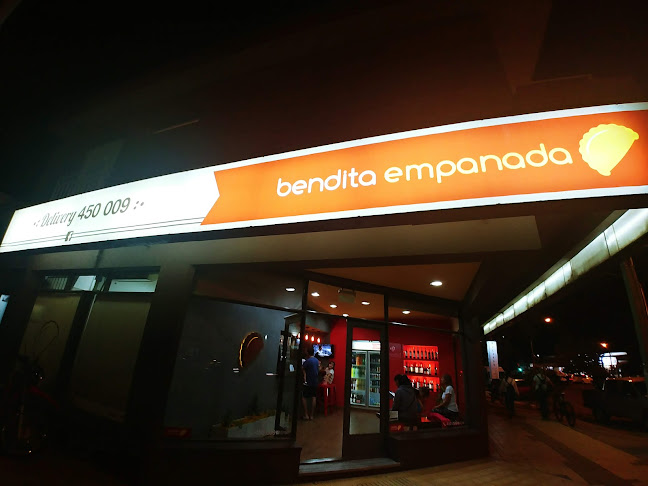 •: Delivery 450 009 :•
bendita empanada